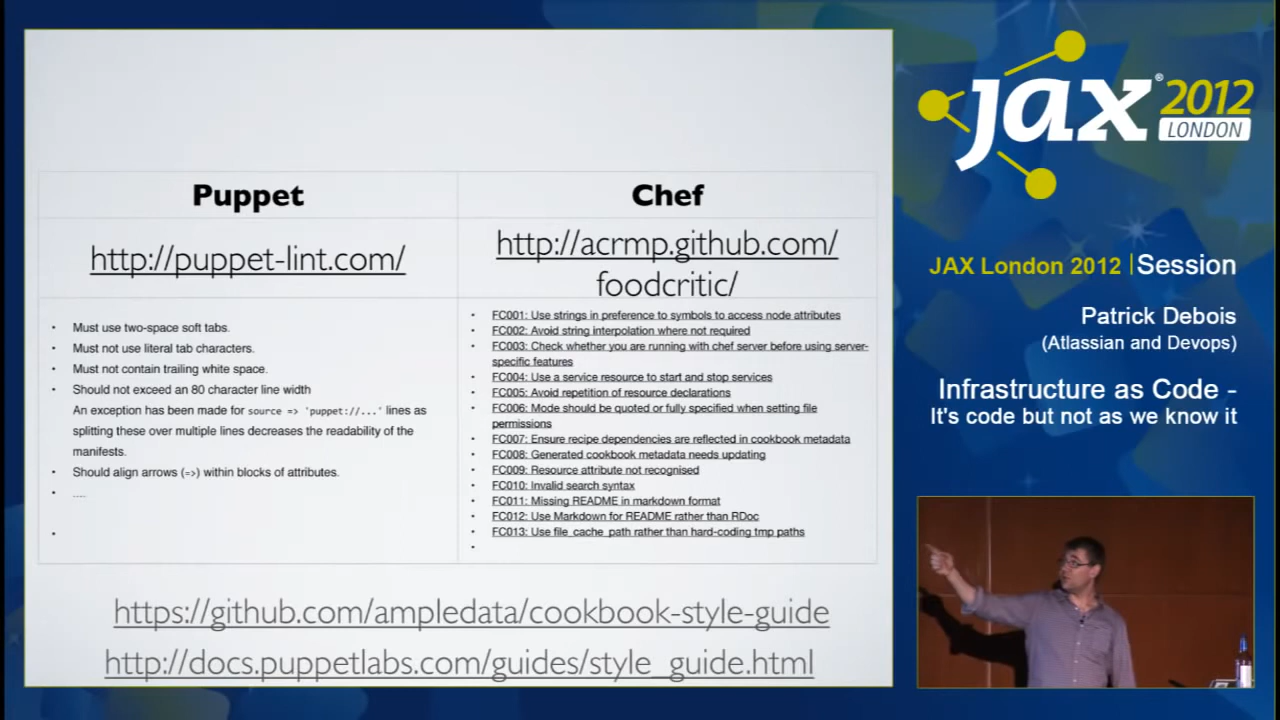 Puppet
Chef
http://puppet-lint.com/
http://acrmp.github.com/
foodcritic/
• Must use two-space soft tabs.
• Must not use literal tab characters.
• Must not contain trailing white space.
• Should not exceed an 80 character line width
An exception has been made for source => 'puppet://...' lines as
splitting these over multiple lines decreases the readability of the
manifests.
• Should align arrows (=>) within blocks of attributes.
• .....
•
• FC001: Use strings in preference to symbols to access node attributes
• FC002: Avoid string interpolation where not required
• FC003: Check whether you are running with chef server before using server-
specific features
• FC004: Use a service resource to start and stop services
• FC005: Avoid repetition of resource declarations
• FC006: Mode should be quoted or fully specified when setting file
permissions
• FC007: Ensure recipe dependencies are reflected in cookbook metadata
• FC008: Generated cookbook metadata needs updating
• FC009: Resource attribute not recognised
• FC010: Invalid search syntax
• FC011: Missing README in markdown format
• FC012: Use Markdown for README rather than RDoc
• FC013: Use file_cache_path rather than hard-coding tmp paths
•
https://github.com/ampledata/cookbook-style-guide
http://docs.puppetlabs.com/guides/style_guide.html
jax® 2012
LONDON
JAX London 2012 | Session
Patrick Debois
(Atlassian and Devops)
Infrastructure as Code -
It's code but not as we know it